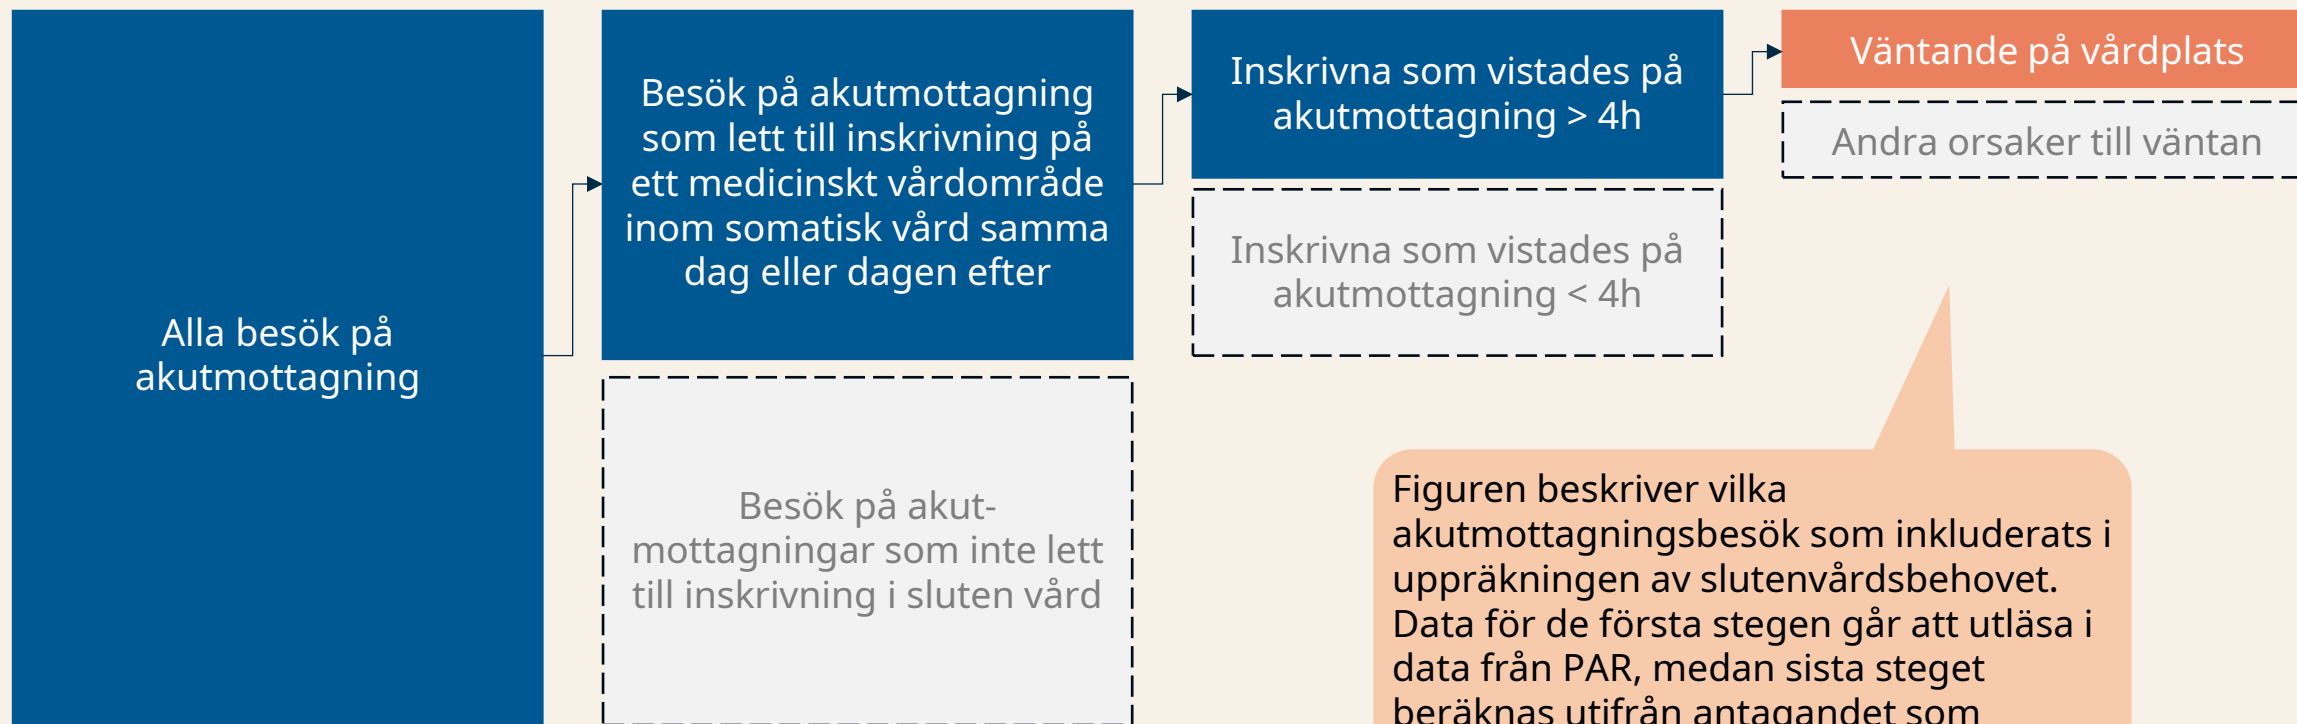 Alla besök på
akutmottagning
Besök på akutmottagning
som lett till inskrivning på
ett medicinskt vårdområde
inom somatisk vård samma
dag eller dagen efter
Besök på akut-
mottagningar som inte lett
till inskrivning i sluten vård
Inskrivna som vistades på
akutmottagning > 4h
Inskrivna som vistades på
akutmottagning < 4h
Väntande på vårdplats
Andra orsaker till väntan
Figuren beskriver vilka
akutmottagningsbesök som inkluderats i
uppräkningen av slutenvårdsbehovet.
Data för de första stegen går att utläsa i
data från PAR, medan sista steget
beräknas utifrån antagandet som